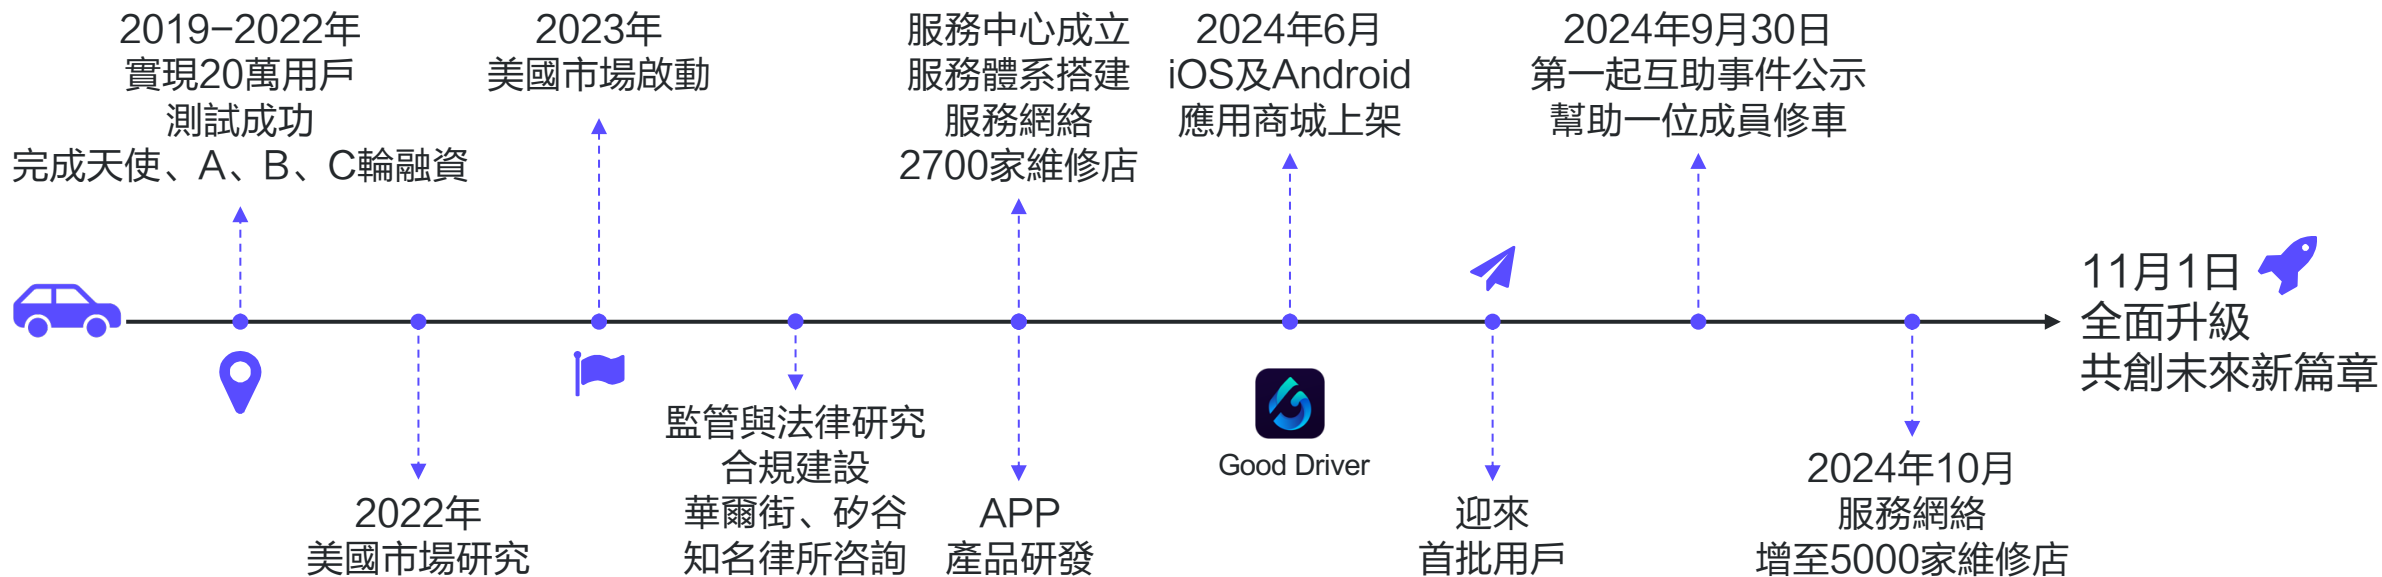 2019-2022年
實現20萬用戶
測試成功
完成天使、A、B、C輪融資
2022年
美國市場研究
2023年
美國市場啟動
監管與法律研究
合規建設
華爾街、矽谷
知名律所咨詢
服務中心成立
服務體系搭建
服務網絡
2700家維修店
APP
產品研發
2024年6月
iOS及Android
應用商城上架
Good Driver
迎來
首批用戶
2024年9月30日
第一起互助事件公示
幫助一位成員修車
2024年10月
服務網絡
增至5000家維修店
11月1日
全面升級
共創未來新篇章